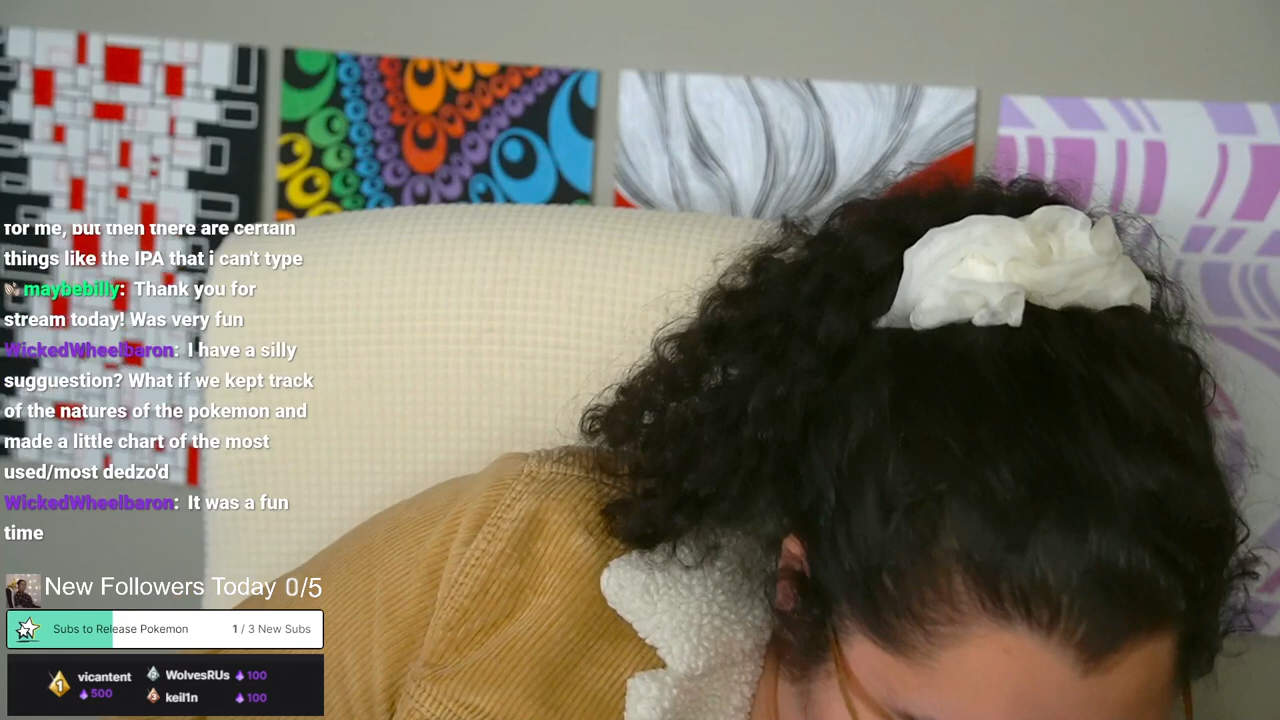 for me, but then there are certain
things like the IPA that i can't type
maybebilly: Thank you for
stream today! Was very fun
WickedWheelbaron: I have a silly
sugguestion? What if we kept track
of the natures of the pokemon and
made a little chart of the most
used/most dedzo'd
WickedWheelbaron: It was a fun
time
New Followers Today 0/5
Subs to Release Pokemon 1 / 3 New Subs
1 vicantent 500
2 WolvesRUs 100
3 keil1n 100